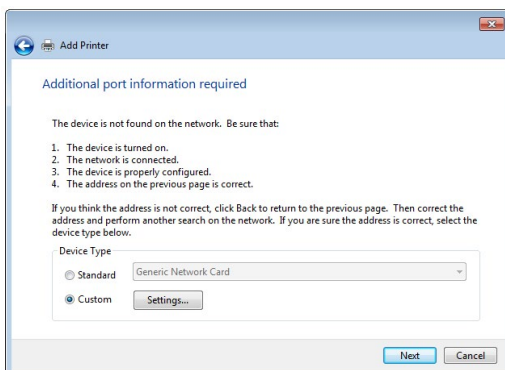 Add Printer
Additional port information required
The device is not found on the network.  Be sure that:
1.  The device is turned on.
2.  The network is connected.
3.  The device is properly configured.
4.  The address on the previous page is correct.
If you think the address is not correct, click Back to return to the previous page.  Then correct the
address and perform another search on the network.  If you are sure the address is correct, select the
device type below.
Device Type
Standard
Generic Network Card
Custom
Settings...
Next
Cancel